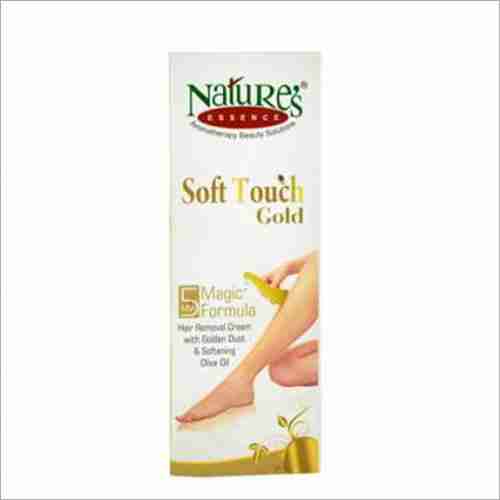 NATURE'S
ESSENCE
Aromatherapy Beauty Solutions
Soft Touch
Gold
5 Min
Magic
Formula
Hair Removal Cream
with Golden Dust
& Softening
Olive Oil